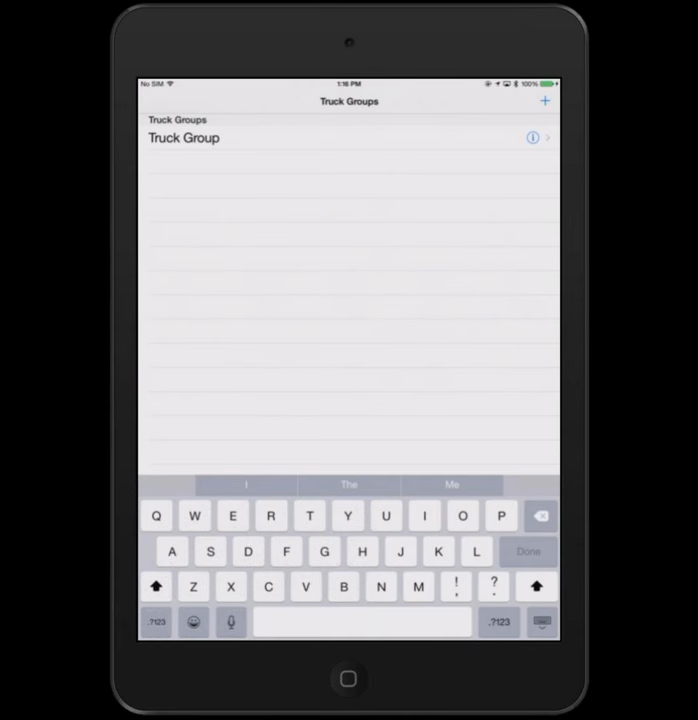 No SIM 1:16 PM 100%
Truck Groups +
Truck Groups
Truck Group i >
I The Me
Q W E R T Y U I O P
A S D F G H J K L Done
Z X C V B N M ! , ? .
.?123 .?123